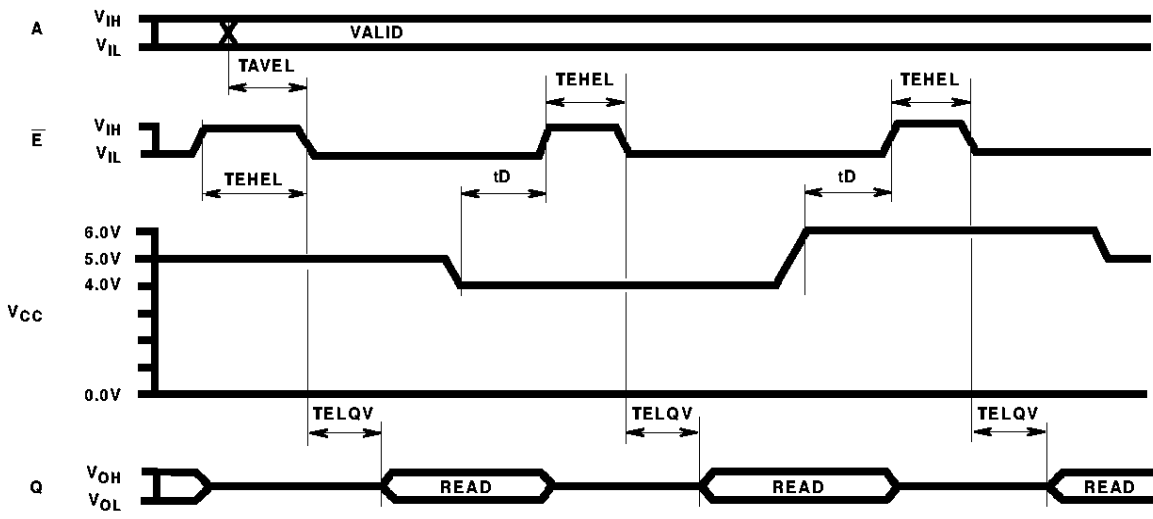 A
VIH
VIL
VALID
TAVEL
TEHEL
TEHEL
E
VIH
VIL
TEHEL
tD
tD
VCC
6.0V
5.0V
4.0V
0.0V
TELQV
TELQV
TELQV
Q
VOH
VOL
READ
READ
READ